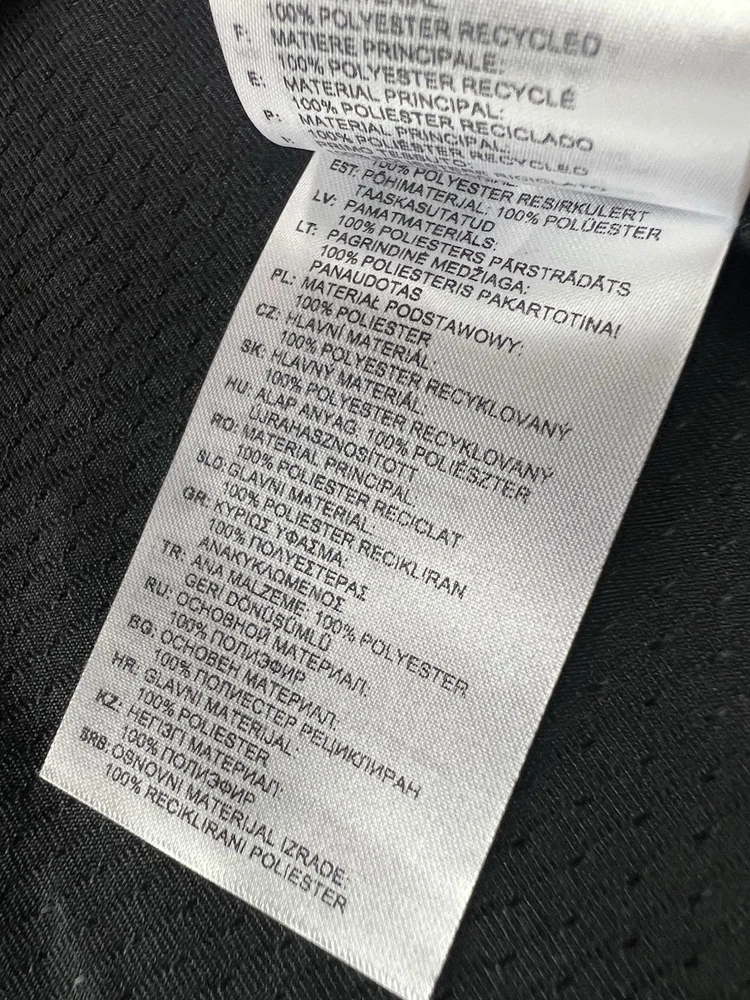 100% POLYESTER RECYCLED
F: MATIERE PRINCIPALE:
100% POLYESTER RECYCLÉ
E: MATERIAL PRINCIPAL:
100% POLIESTER RECICLADO
P: MATERIAL PRINCIPAL:
100% POLIÉSTER RECYCLED
100% POLYESTER RESIRKULERT
EST: PÕHIMATERJAL: 100% POLÜESTER
TAASKASUTATUD
LV: PAMATMATERIĀLS:
100% POLIESTERS PĀRSTRĀDĀTS
LT: PAGRINDINĖ MEDŽIAGA:
100% POLIESTERIS PAKARTOTINAI
PANAUDOTAS
PL: MATERIAŁ PODSTAWOWY:
100% POLIESTER
CZ: HLAVNÍ MATERIÁL:
100% POLYESTER RECYKLOVANÝ
SK: HLAVNÝ MATERIÁL:
100% POLYESTER RECYKLOVANÝ
HU: ALAP ANYAG: 100% POLIÉSZTER
ÚJRAHASZNOSÍTOTT
RO: MATERIAL PRINCIPAL:
100% POLIESTER RECICLAT
SLO: GLAVNI MATERIAL:
100% POLIESTER RECIKLIRAN
GR: ΚΥΡΙΩΣ ΥΦΑΣΜΑ:
100% ΠΟΛΥΕΣΤΕΡΑΣ
ΑΝΑΚΥΚΛΩΜΕΝΟΣ
TR: ANA MALZEME: 100% POLYESTER
GERİ DÖNÜŞÜMLÜ
RU: ОСНОВНОЙ МАТЕРИАЛ:
100% ПОЛИЭФИР
BG: ОСНОВЕН МАТЕРИАЛ:
100% ПОЛИЕСТЕР РЕЦИКЛИРАН
HR: GLAVNI MATERIJAL:
100% POLIESTER
KZ: НЕГІЗГІ МАТЕРИАЛ:
100% ПОЛИЭФИР
SRB: OSNOVNI MATERIJAL IZRADE:
100% RECIKLIRANI POLIESTER